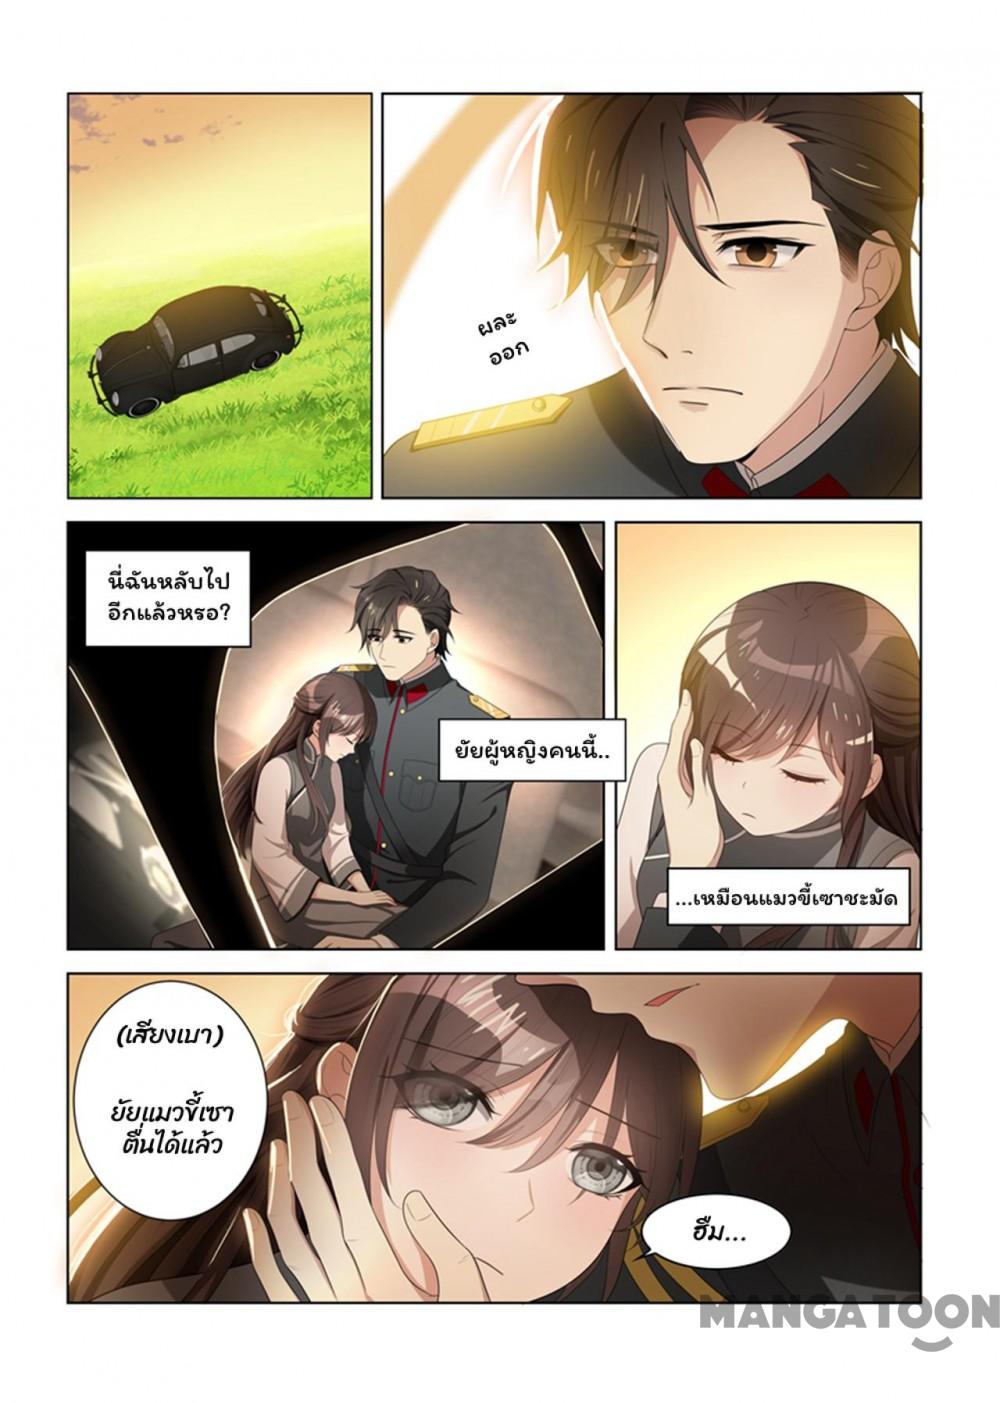 ผละ
ออก
นี่ฉันหลับไป
อีกแล้วหรอ?
ยัยผู้หญิงคนนี้..
...เหมือนแมวขี้เซาชะมัด
(เสียงเบา)
ยัยแมวขี้เซา
ตื่นได้แล้ว
ฮืม...
MANGATOON